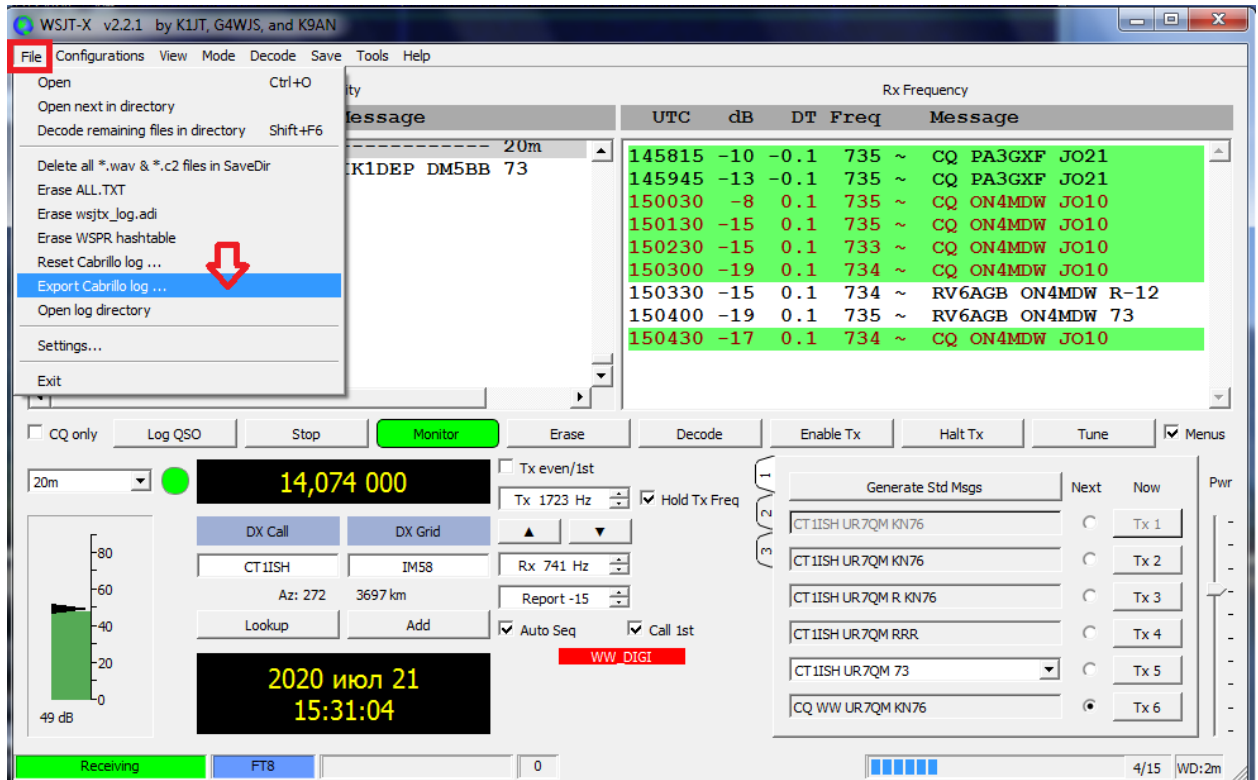 WSJT-X v2.2.1 by K1JT, G4WJS, and K9AN
File Configurations View Mode Decode Save Tools Help
Open Ctrl+O
Open next in directory
Decode remaining files in directory Shift+F6
Delete all *.wav & *.c2 files in SaveDir
Erase ALL.TXT
Erase wsjtx_log.adi
Erase WSPR hashtable
Reset Cabrillo log ...
Export Cabrillo log ...
Open log directory
Settings...
Exit
ity
Message
----------- 20m
K1DEP DM5BB 73
Rx Frequency
UTC dB DT Freq Message
145815 -10 -0.1 735 ~ CQ PA3GXF JO21
145945 -13 -0.1 735 ~ CQ PA3GXF JO21
150030 -8 0.1 735 ~ CQ ON4MDW JO10
150130 -15 0.1 735 ~ CQ ON4MDW JO10
150230 -15 0.1 733 ~ CQ ON4MDW JO10
150300 -19 0.1 734 ~ CQ ON4MDW JO10
150330 -15 0.1 734 ~ RV6AGB ON4MDW R-12
150400 -19 0.1 735 ~ RV6AGB ON4MDW 73
150430 -17 0.1 734 ~ CQ ON4MDW JO10
CQ only Log QSO Stop Monitor Erase Decode Enable Tx Halt Tx Tune Menus
20m
14,074 000
DX Call DX Grid
CT1ISH IM58
Az: 272 3697 km
Lookup Add
2020 июл 21
15:31:04
-80
-60
-40
-20
-0
49 dB
Tx even/1st
Tx 1723 Hz Hold Tx Freq
Rx 741 Hz
Report -15
Auto Seq Call 1st
WW_DIGI
1
2
3
Generate Std Msgs Next Now Pwr
CT1ISH UR7QM KN76 Tx 1
CT1ISH UR7QM KN76 Tx 2
CT1ISH UR7QM R KN76 Tx 3
CT1ISH UR7QM RRR Tx 4
CT1ISH UR7QM 73 Tx 5
CQ WW UR7QM KN76 Tx 6
Receiving FT8 0 4/15 WD:2m